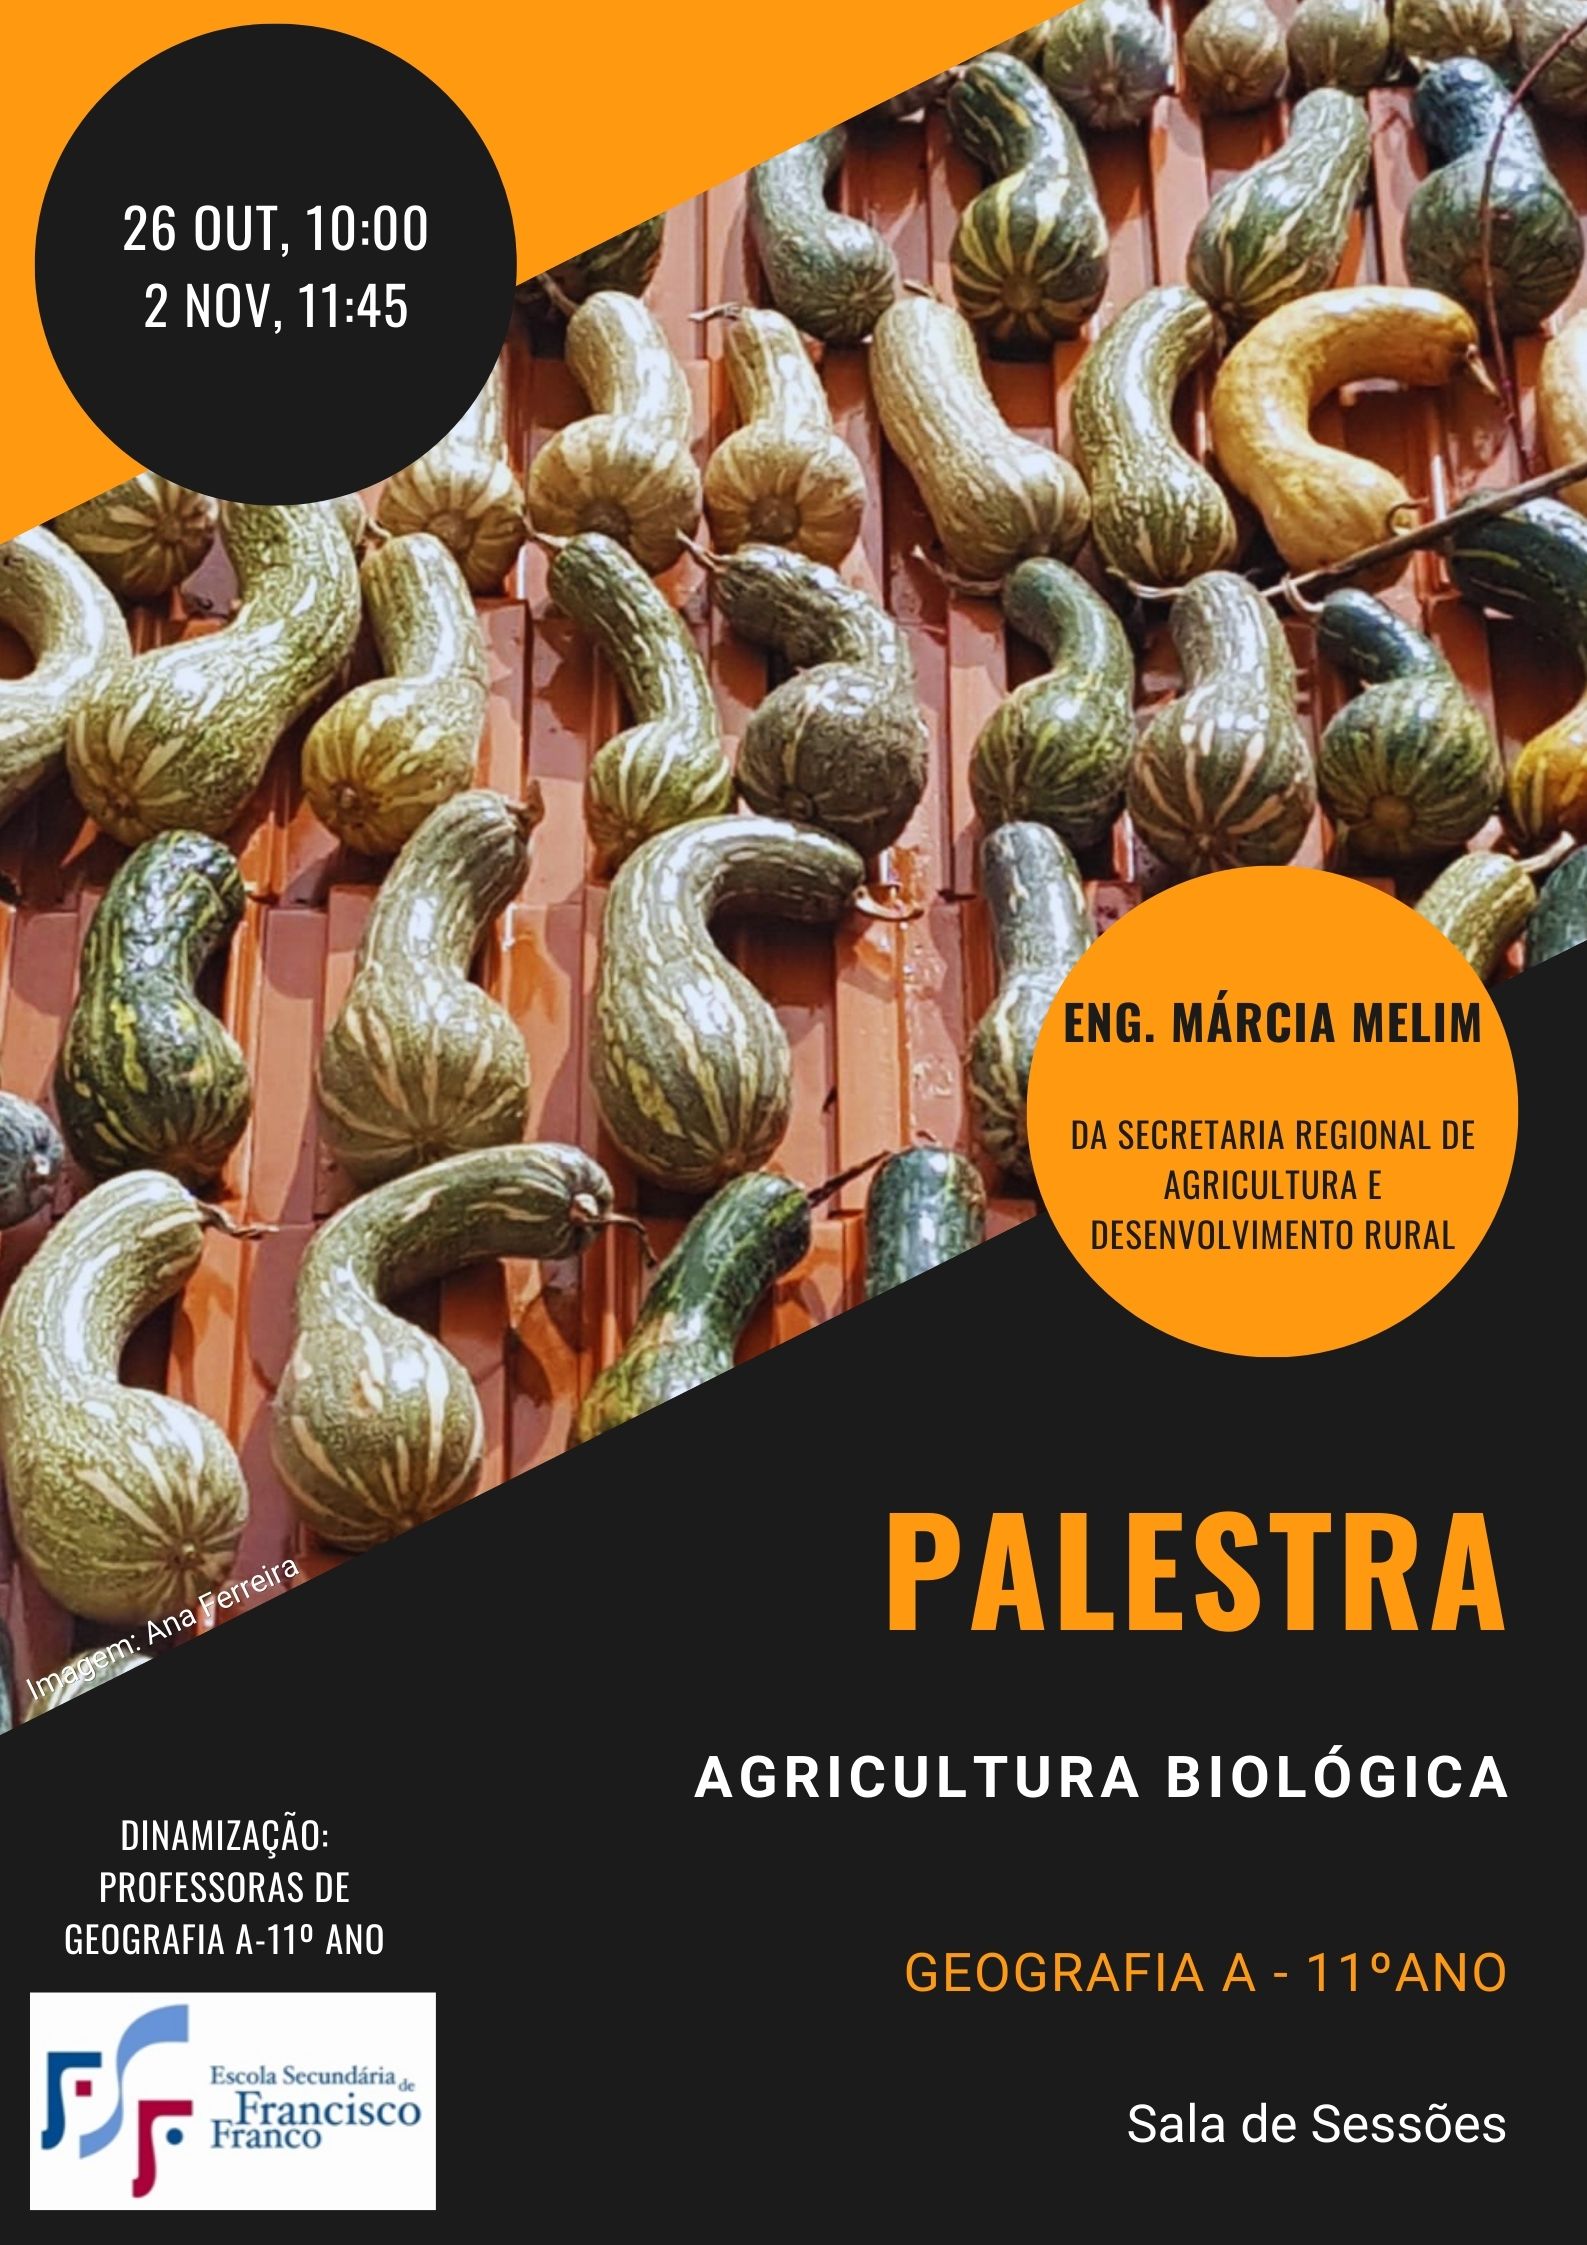 26 OUT, 10:00
2 NOV, 11:45
ENG. MÁRCIA MELIM
DA SECRETARIA REGIONAL DE
AGRICULTURA E
DESENVOLVIMENTO RURAL
Imagem: Ana Ferreira
PALESTRA
AGRICULTURA BIOLÓGICA
DINAMIZAÇÃO:
PROFESSORAS DE
GEOGRAFIA A-11º ANO
GEOGRAFIA A - 11ºANO
Escola Secundária de
Francisco
Franco
Sala de Sessões